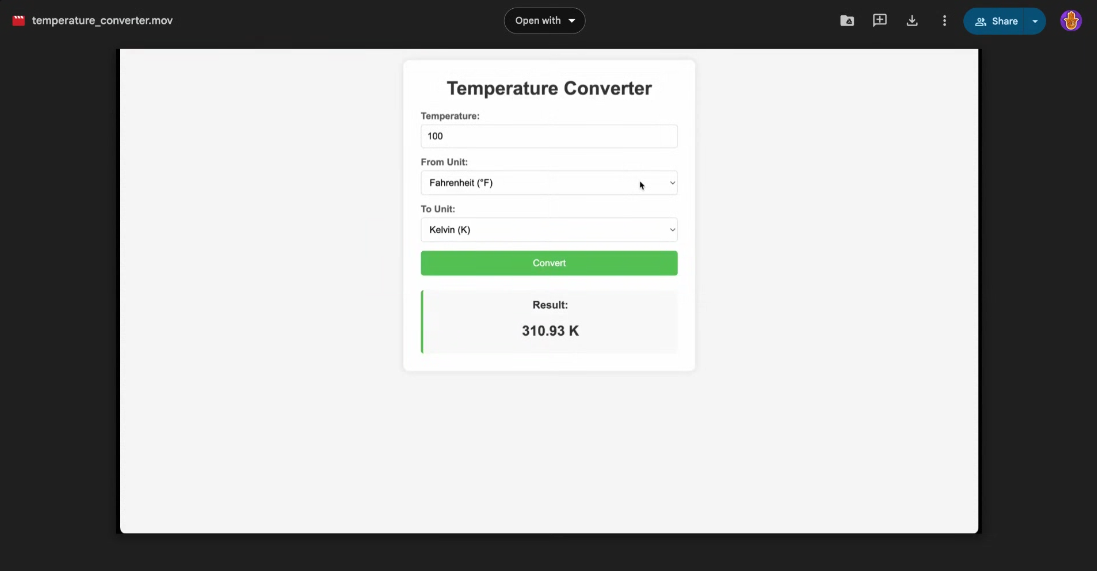 temperature_converter.mov
Open with
Share
Temperature Converter
Temperature:
100
From Unit:
Fahrenheit (°F)
To Unit:
Kelvin (K)
Convert
Result:
310.93 K